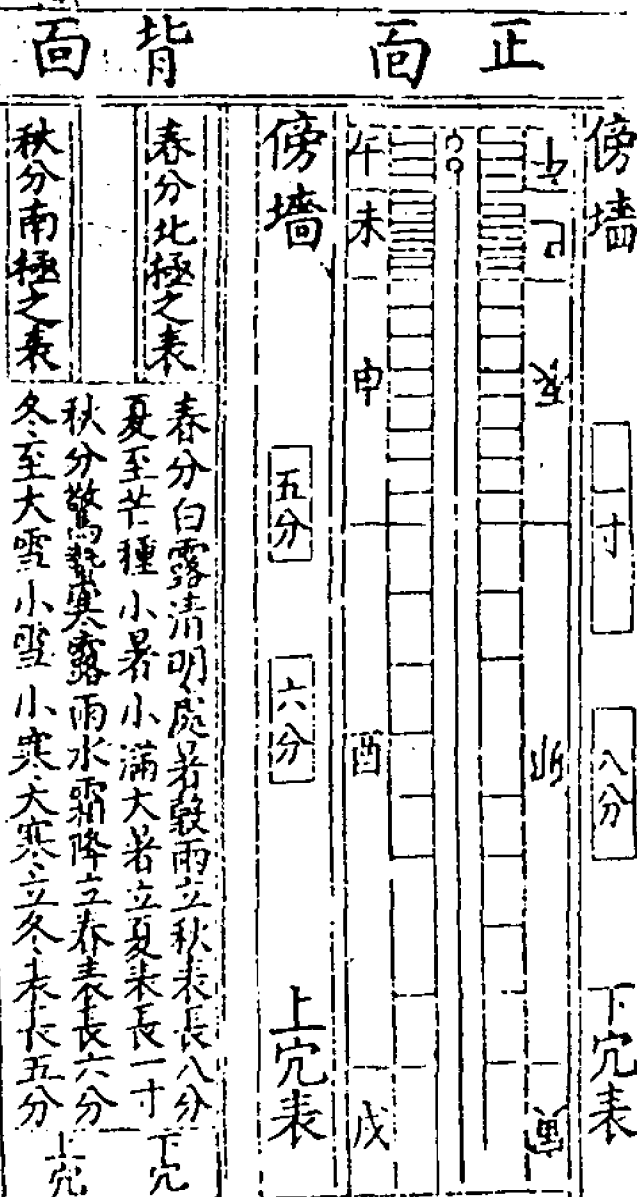 正面
背面
傍墻
一寸
八分
下穴表
午
巳
辰
卯
寅
午
未
申
酉
戌
傍墻
五分
六分
上穴表
春分北極之表
秋分南極之表
春分白露清明處暑穀雨立秋表長八分
夏至芒種小暑小滿大暑立夏表長一寸
秋分驚蟄寒露雨水霜降立春表長六分
冬至大雪小雪小寒大寒立冬表長五分
下穴
上穴